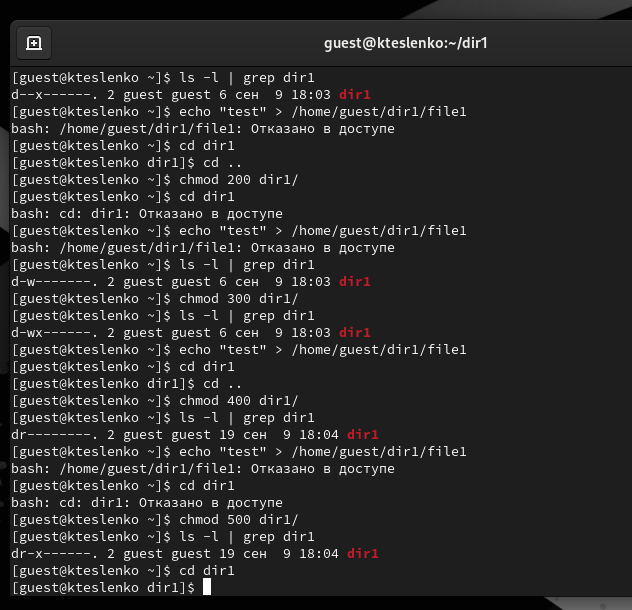 guest@kteslenko:~/dir1
[guest@kteslenko ~]$ ls -l | grep dir1
d--x------. 2 guest guest 6 сен  9 18:03 dir1
[guest@kteslenko ~]$ echo "test" > /home/guest/dir1/file1
bash: /home/guest/dir1/file1: Отказано в доступе
[guest@kteslenko ~]$ cd dir1
[guest@kteslenko dir1]$ cd ..
[guest@kteslenko ~]$ chmod 200 dir1/
[guest@kteslenko ~]$ cd dir1
bash: cd: dir1: Отказано в доступе
[guest@kteslenko ~]$ echo "test" > /home/guest/dir1/file1
bash: /home/guest/dir1/file1: Отказано в доступе
[guest@kteslenko ~]$ ls -l | grep dir1
d-w-------. 2 guest guest 6 сен  9 18:03 dir1
[guest@kteslenko ~]$ chmod 300 dir1/
[guest@kteslenko ~]$ ls -l | grep dir1
d-wx------. 2 guest guest 6 сен  9 18:03 dir1
[guest@kteslenko ~]$ echo "test" > /home/guest/dir1/file1
[guest@kteslenko ~]$ cd dir1
[guest@kteslenko dir1]$ cd ..
[guest@kteslenko ~]$ chmod 400 dir1/
[guest@kteslenko ~]$ ls -l | grep dir1
dr--------. 2 guest guest 19 сен  9 18:04 dir1
[guest@kteslenko ~]$ echo "test" > /home/guest/dir1/file1
bash: /home/guest/dir1/file1: Отказано в доступе
[guest@kteslenko ~]$ cd dir1
bash: cd: dir1: Отказано в доступе
[guest@kteslenko ~]$ chmod 500 dir1/
[guest@kteslenko ~]$ ls -l | grep dir1
dr-x------. 2 guest guest 19 сен  9 18:04 dir1
[guest@kteslenko ~]$ cd dir1
[guest@kteslenko dir1]$